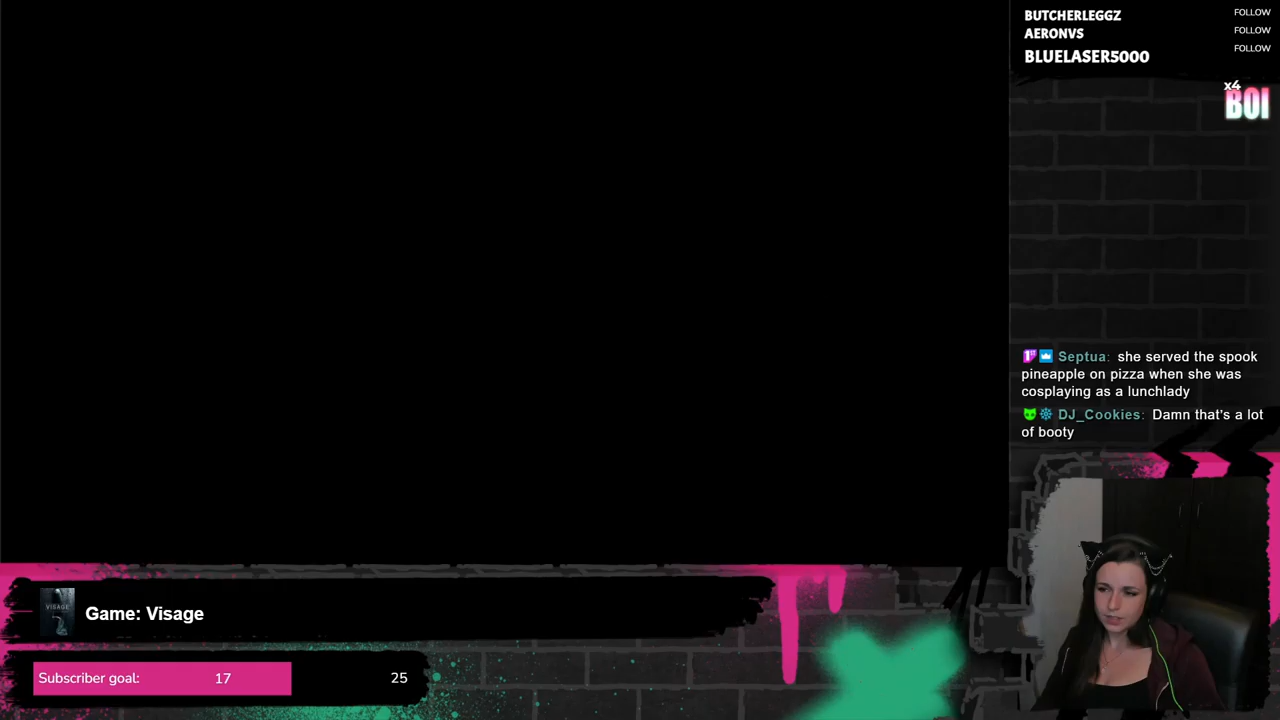 BUTCHERLEGGZ FOLLOW
AERONVS FOLLOW
BLUELASER5000 FOLLOW
x4
BOI
Septua: she served the spook
pineapple on pizza when she was
cosplaying as a lunchlady
DJ_Cookies: Damn that's a lot
of booty
VISAGE
Game: Visage
Subscriber goal: 17 25